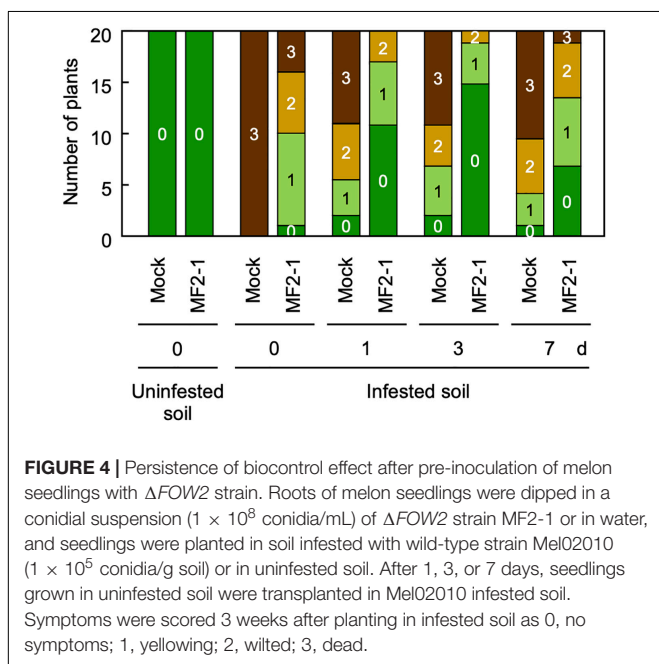 20
15
10
5
0
Number of plants
0 0 3 3 2 1 0 3 2 1 0 2 1 0 3 2 1 0 2 1 0 3 2 1 0 3 2 1 0
Mock MF2-1 Mock MF2-1 Mock MF2-1 Mock MF2-1 Mock MF2-1
0 0 1 3 7 d
Uninfested soil Infested soil
FIGURE 4 | Persistence of biocontrol effect after pre-inoculation of melon
seedlings with ΔFOW2 strain. Roots of melon seedlings were dipped in a
conidial suspension (1 × 10⁸ conidia/mL) of ΔFOW2 strain MF2-1 or in water,
and seedlings were planted in soil infested with wild-type strain Mel02010
(1 × 10⁵ conidia/g soil) or in uninfested soil. After 1, 3, or 7 days, seedlings
grown in uninfested soil were transplanted in Mel02010 infested soil.
Symptoms were scored 3 weeks after planting in infested soil as 0, no
symptoms; 1, yellowing; 2, wilted; 3, dead.